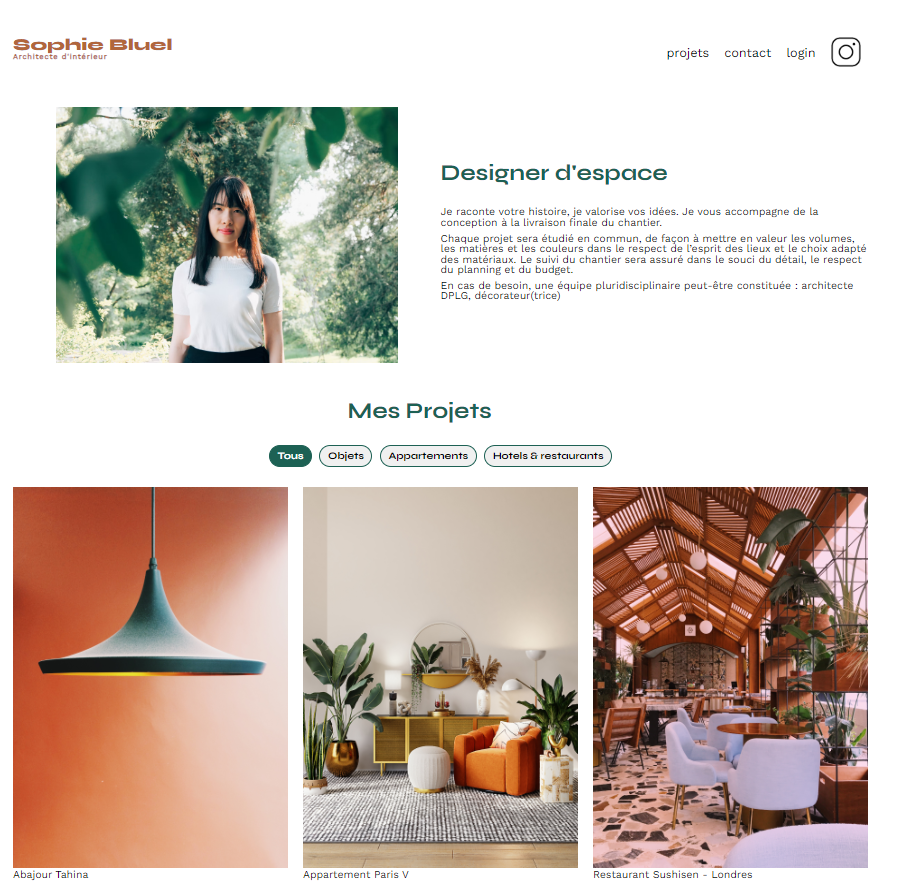 Sophie Bluel
Architecte d'intérieur
projets contact login
Designer d'espace
Je raconte votre histoire, je valorise vos idées. Je vous accompagne de la
conception à la livraison finale du chantier.
Chaque projet sera étudié en commun, de façon à mettre en valeur les volumes,
les matières et les couleurs dans le respect de l'esprit des lieux et le choix adapté
des matériaux. Le suivi du chantier sera assuré dans le souci du détail, le respect
du planning et du budget.
En cas de besoin, une équipe pluridisciplinaire peut-être constituée : architecte
DPLG, décorateur(trice)
Mes Projets
Tous Objets Appartements Hotels & restaurants
Abajour Tahina
Appartement Paris V
Restaurant Sushisen - Londres